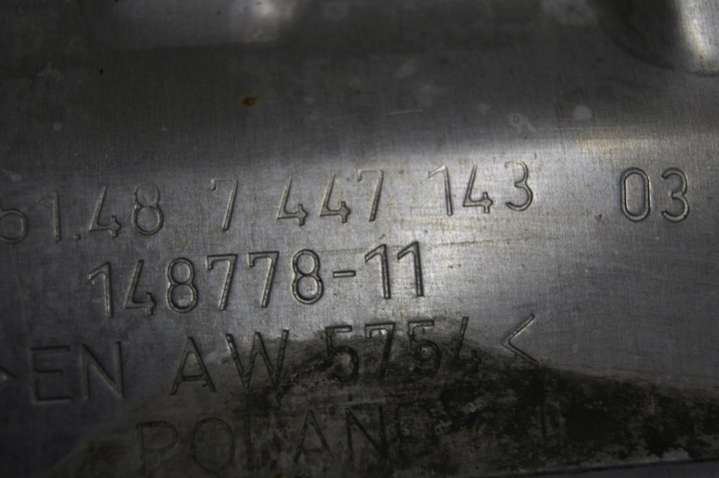 51.48 7 447 143 03
148778-11
>EN AW 5754<
POLAND